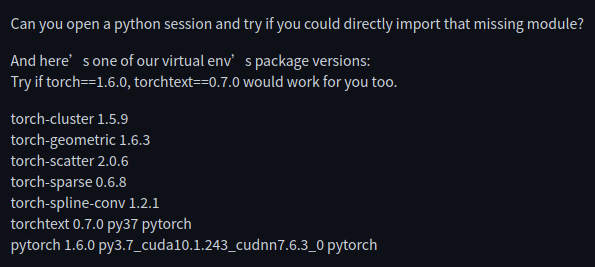 Can you open a python session and try if you could directly import that missing module?
And here’s one of our virtual env’s package versions:
Try if torch==1.6.0, torchtext==0.7.0 would work for you too.
torch-cluster 1.5.9
torch-geometric 1.6.3
torch-scatter 2.0.6
torch-sparse 0.6.8
torch-spline-conv 1.2.1
torchtext 0.7.0 py37 pytorch
pytorch 1.6.0 py3.7_cuda10.1.243_cudnn7.6.3_0 pytorch